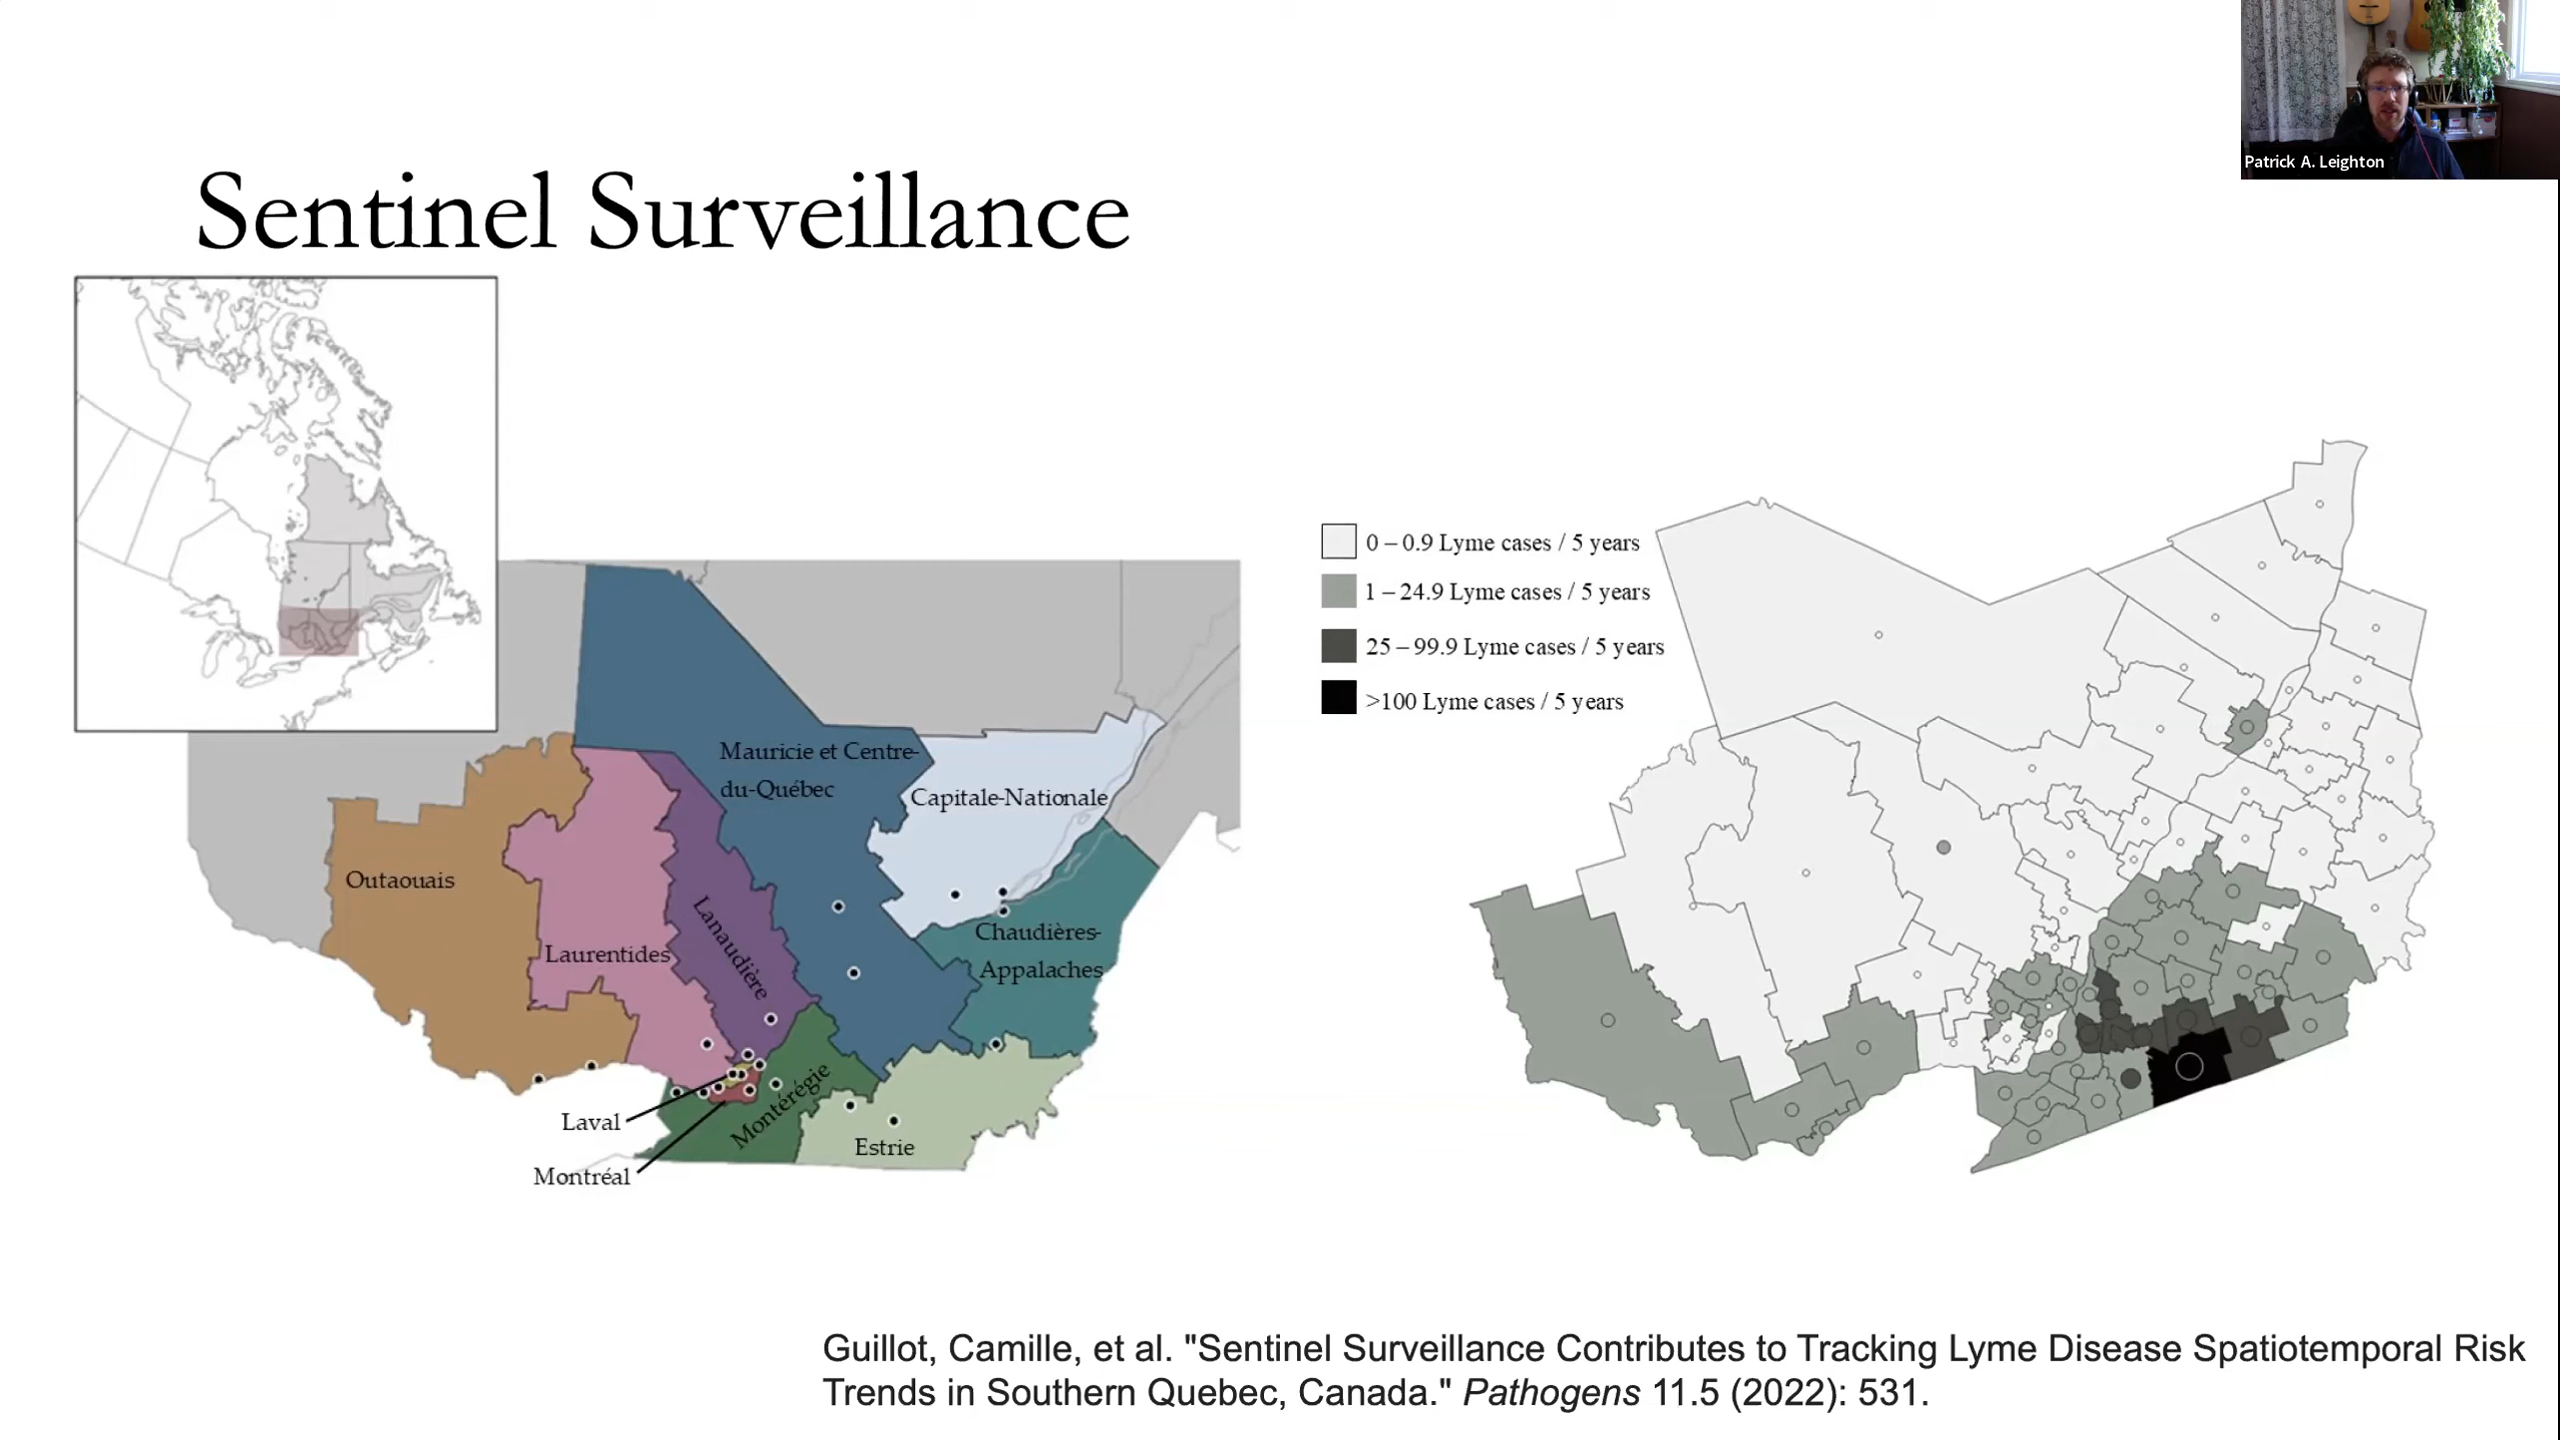 Patrick A. Leighton
Sentinel Surveillance
Mauricie et Centre-
du-Québec
Capitale-Nationale
Outaouais
Laurentides
Lanaudière
Chaudières-
Appalaches
Montérégie
Laval
Estrie
Montréal
0 – 0.9 Lyme cases / 5 years
1 – 24.9 Lyme cases / 5 years
25 – 99.9 Lyme cases / 5 years
>100 Lyme cases / 5 years
Guillot, Camille, et al. "Sentinel Surveillance Contributes to Tracking Lyme Disease Spatiotemporal Risk
Trends in Southern Quebec, Canada." Pathogens 11.5 (2022): 531.